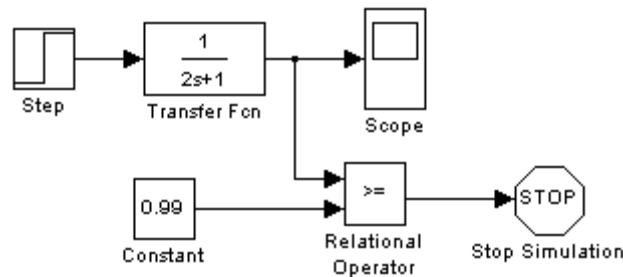 1
2s+1
Step
Transfer Fcn
Scope
0.99
>=
STOP
Constant
Relational
Operator
Stop Simulation